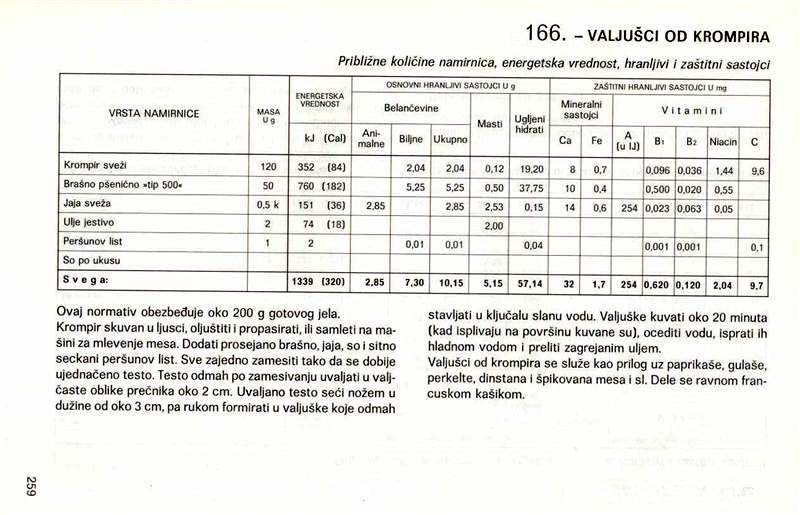 166. – VALJUŠCI OD KROMPIRA
Približne količine namirnica, energetska vrednost, hranljivi i zaštitni sastojci
VRSTA NAMIRNICE MASA U g ENERGETSKA VREDNOST OSNOVNI HRANLJIVI SASTOJCI U g ZAŠTITNI HRANLJIVI SASTOJCI U mg
Belančevine Masti Ugljeni hidrati Mineralni sastojci Vitamini
kJ (Cal) Ani-malne Biljne Ukupno Ca Fe A (u IJ) B1 B2 Niacin C
Krompir sveži 120 352 (84) 2,04 2,04 0,12 19,20 8 0,7 0,096 0,036 1,44 9,6
Brašno pšenično »tip 500« 50 760 (182) 5,25 5,25 0,50 37,75 10 0,4 0,500 0,020 0,55
Jaja sveža 0,5 k 151 (36) 2,85 2,85 2,53 0,15 14 0,6 254 0,023 0,063 0,05
Ulje jestivo 2 74 (18) 2,00
Peršunov list 1 2 0,01 0,01 0,04 0,001 0,001 0,1
So po ukusu
Svega: 1339 (320) 2,85 7,30 10,15 5,15 57,14 32 1,7 254 0,620 0,120 2,04 9,7
Ovaj normativ obezbeđuje oko 200 g gotovog jela.
Krompir skuvan u ljusci, oljuštiti i propasirati, ili samleti na ma-
šini za mlevenje mesa. Dodati prosejano brašno, jaja, so i sitno
seckani peršunov list. Sve zajedno zamesiti tako da se dobije
ujednačeno testo. Testo odmah po zamesivanju uvaljati u valj-
časte oblike prečnika oko 2 cm. Uvaljano testo seći nožem u
dužine od oko 3 cm, pa rukom formirati u valjuške koje odmah
stavljati u ključalu slanu vodu. Valjuške kuvati oko 20 minuta
(kad isplivaju na površinu kuvane su), ocediti vodu, isprati ih
hladnom vodom i preliti zagrejanim uljem.
Valjušci od krompira se služe kao prilog uz paprikaše, gulaše,
perkelte, dinstana i špikovana mesa i sl. Dele se ravnom fran-
cuskom kašikom.
259